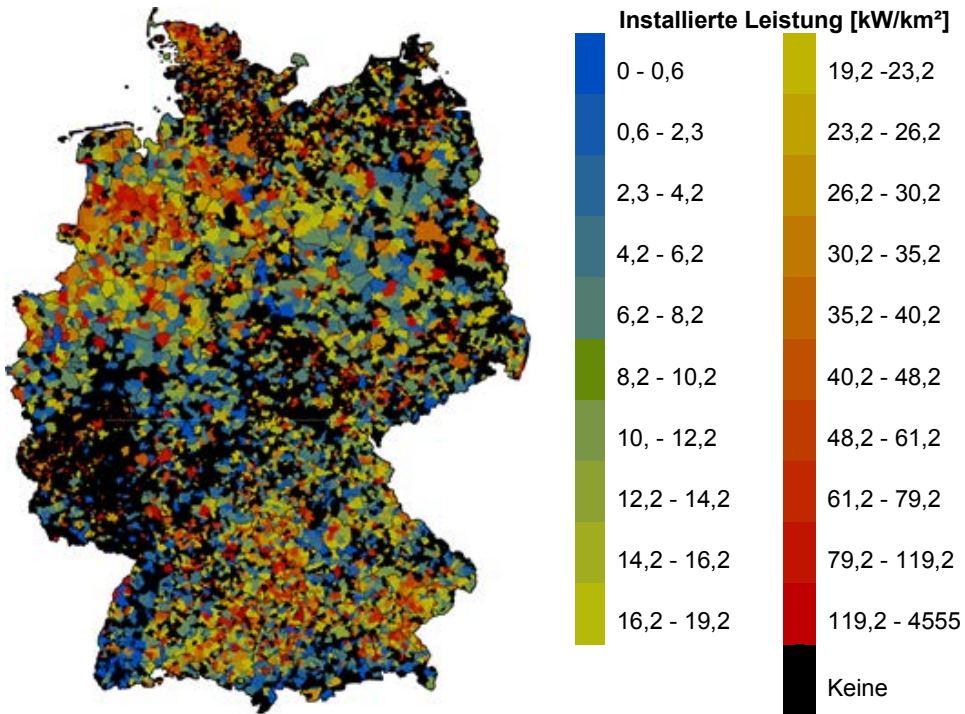 Installierte Leistung [kW/km²]
0 - 0,6
0,6 - 2,3
2,3 - 4,2
4,2 - 6,2
6,2 - 8,2
8,2 - 10,2
10, - 12,2
12,2 - 14,2
14,2 - 16,2
16,2 - 19,2
19,2 -23,2
23,2 - 26,2
26,2 - 30,2
30,2 - 35,2
35,2 - 40,2
40,2 - 48,2
48,2 - 61,2
61,2 - 79,2
79,2 - 119,2
119,2 - 4555
Keine